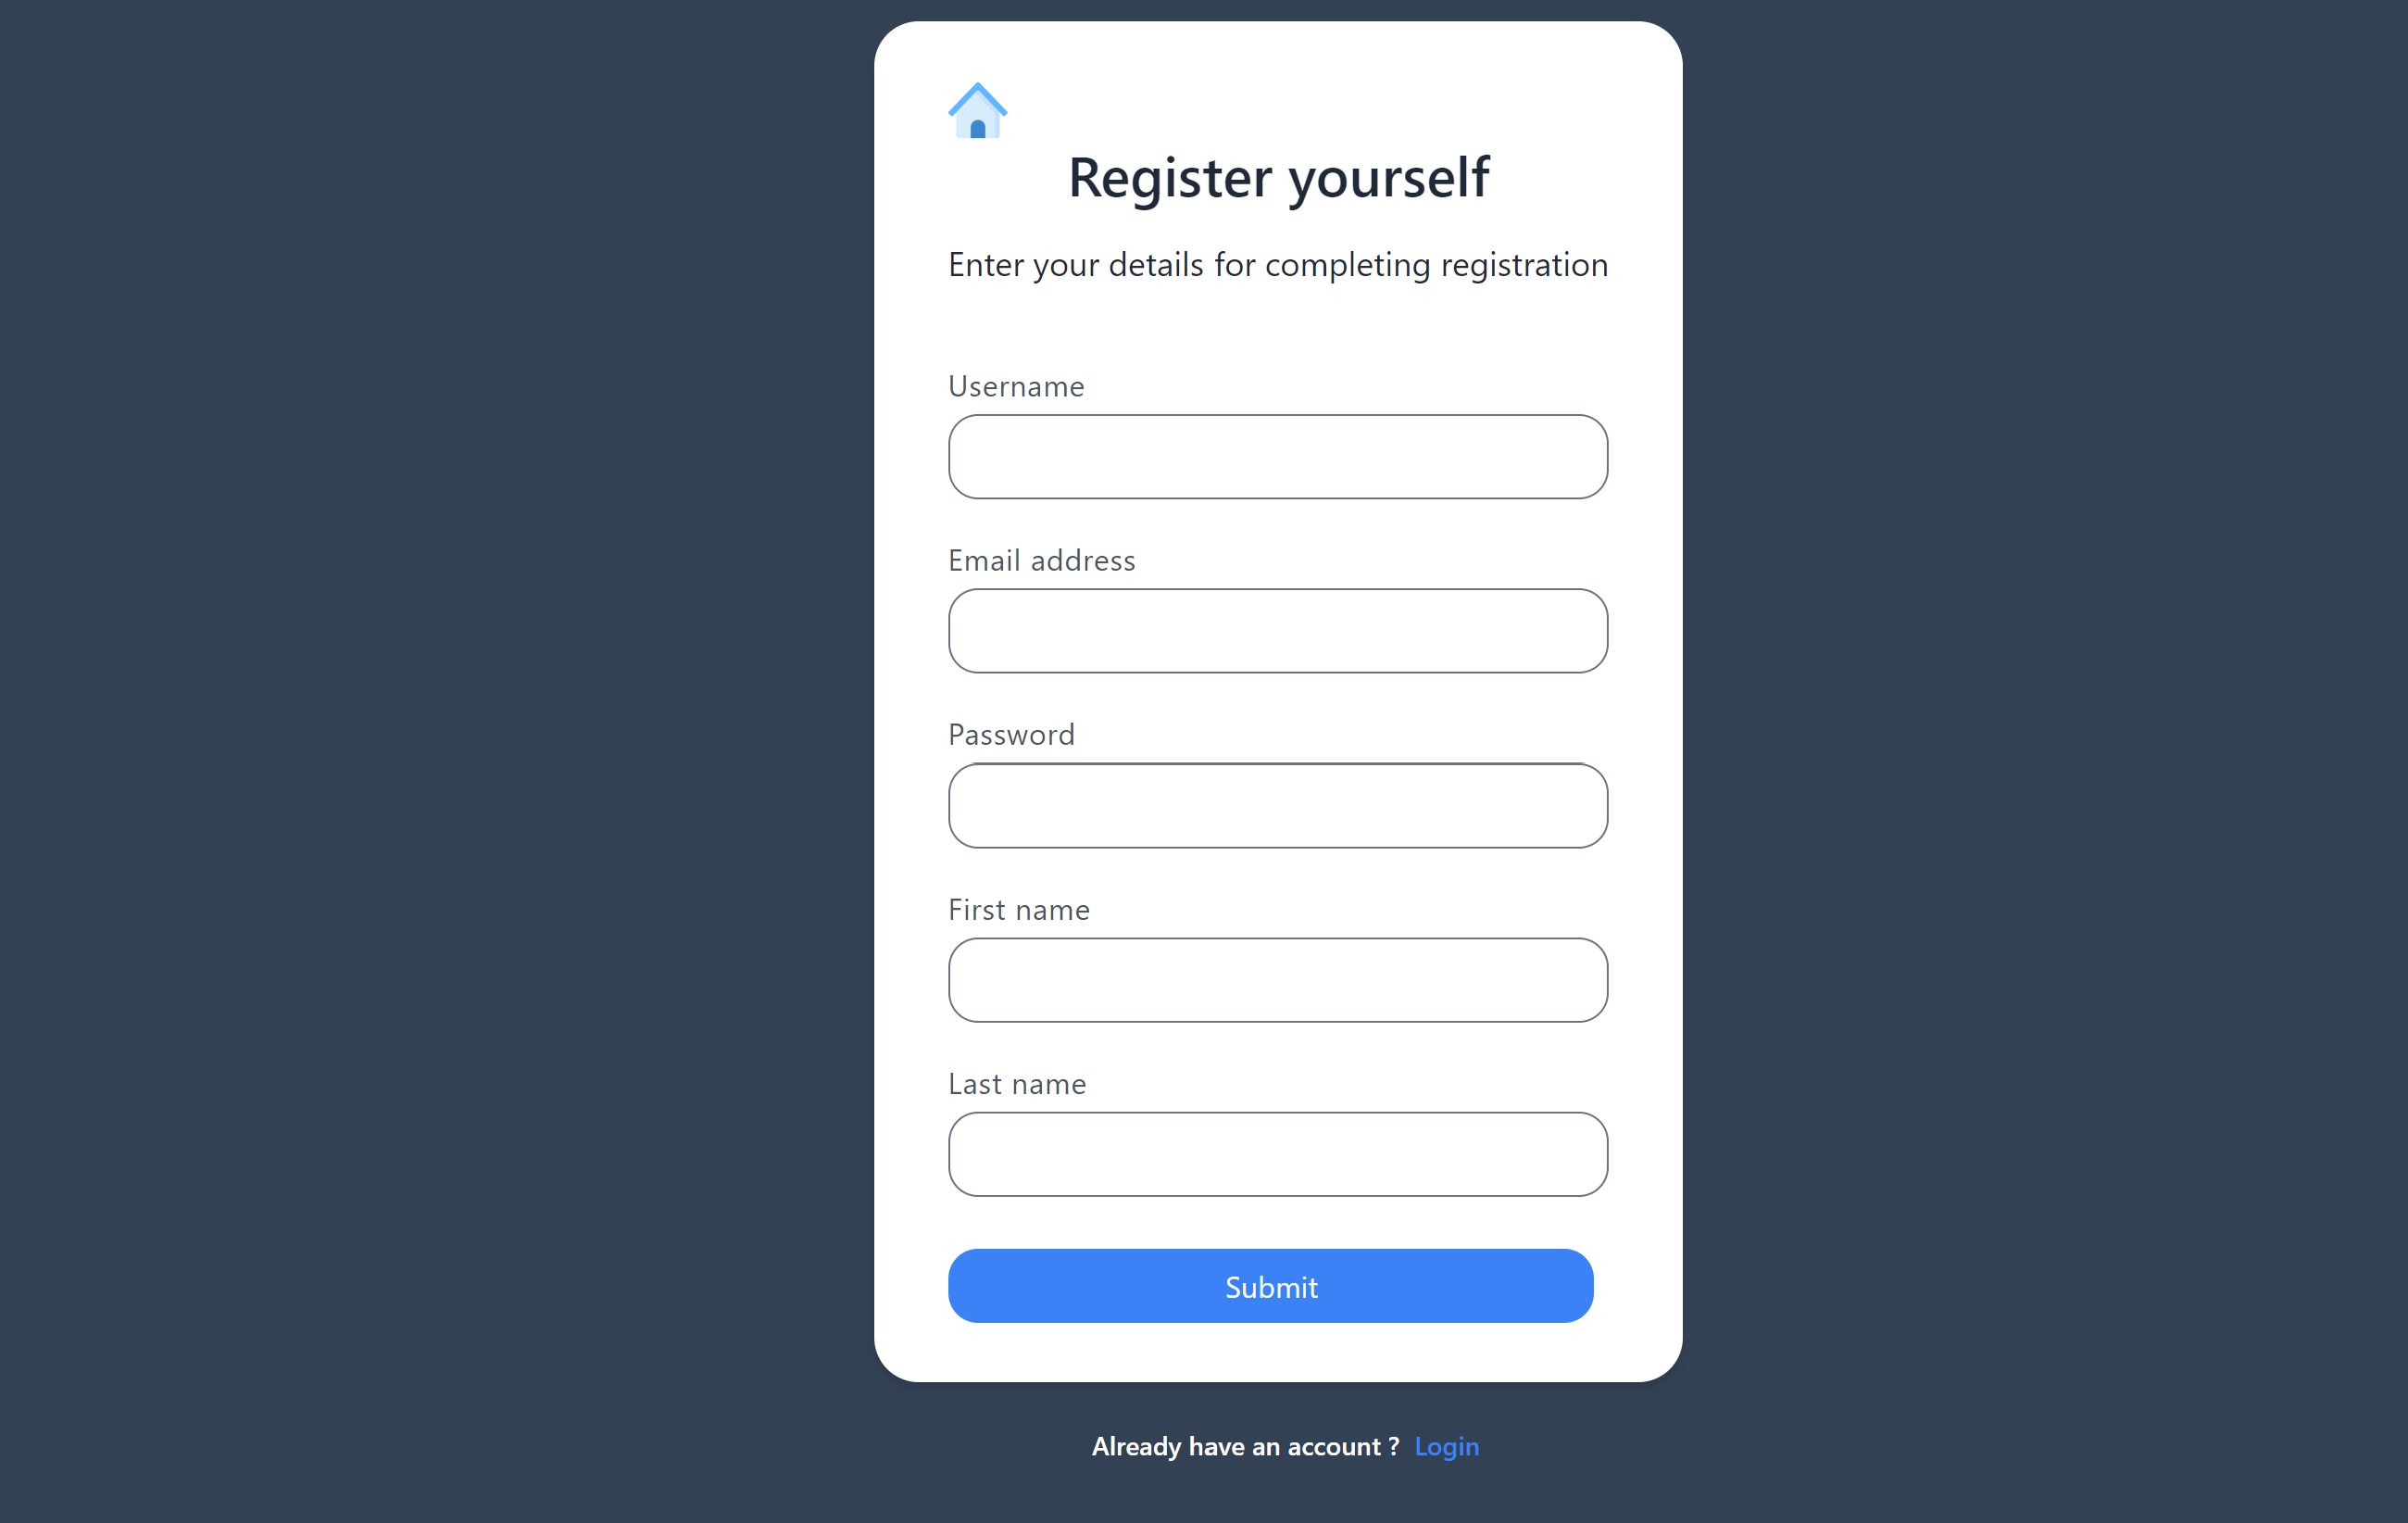 Register yourself
Enter your details for completing registration
Username
Email address
Password
First name
Last name
Submit
Already have an account ? Login